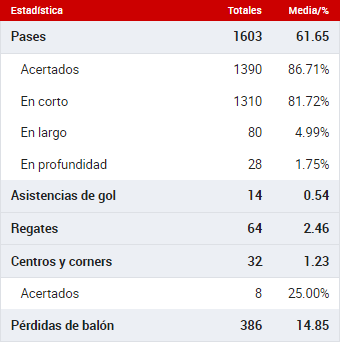 Estadística Totales Media/%
Pases 1603 61.65
Acertados 1390 86.71%
En corto 1310 81.72%
En largo 80 4.99%
En profundidad 28 1.75%
Asistencias de gol 14 0.54
Regates 64 2.46
Centros y corners 32 1.23
Acertados 8 25.00%
Pérdidas de balón 386 14.85